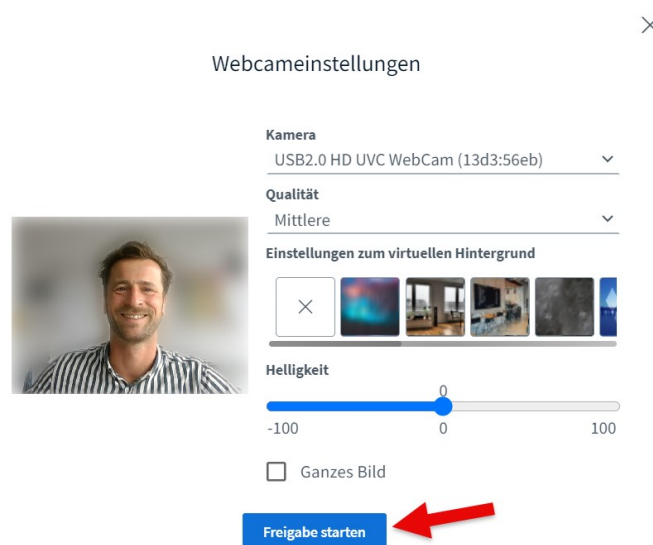 Webcameinstellungen
Kamera
USB2.0 HD UVC WebCam (13d3:56eb)
Qualität
Mittlere
Einstellungen zum virtuellen Hintergrund
Helligkeit
0
-100 0 100
Ganzes Bild
Freigabe starten